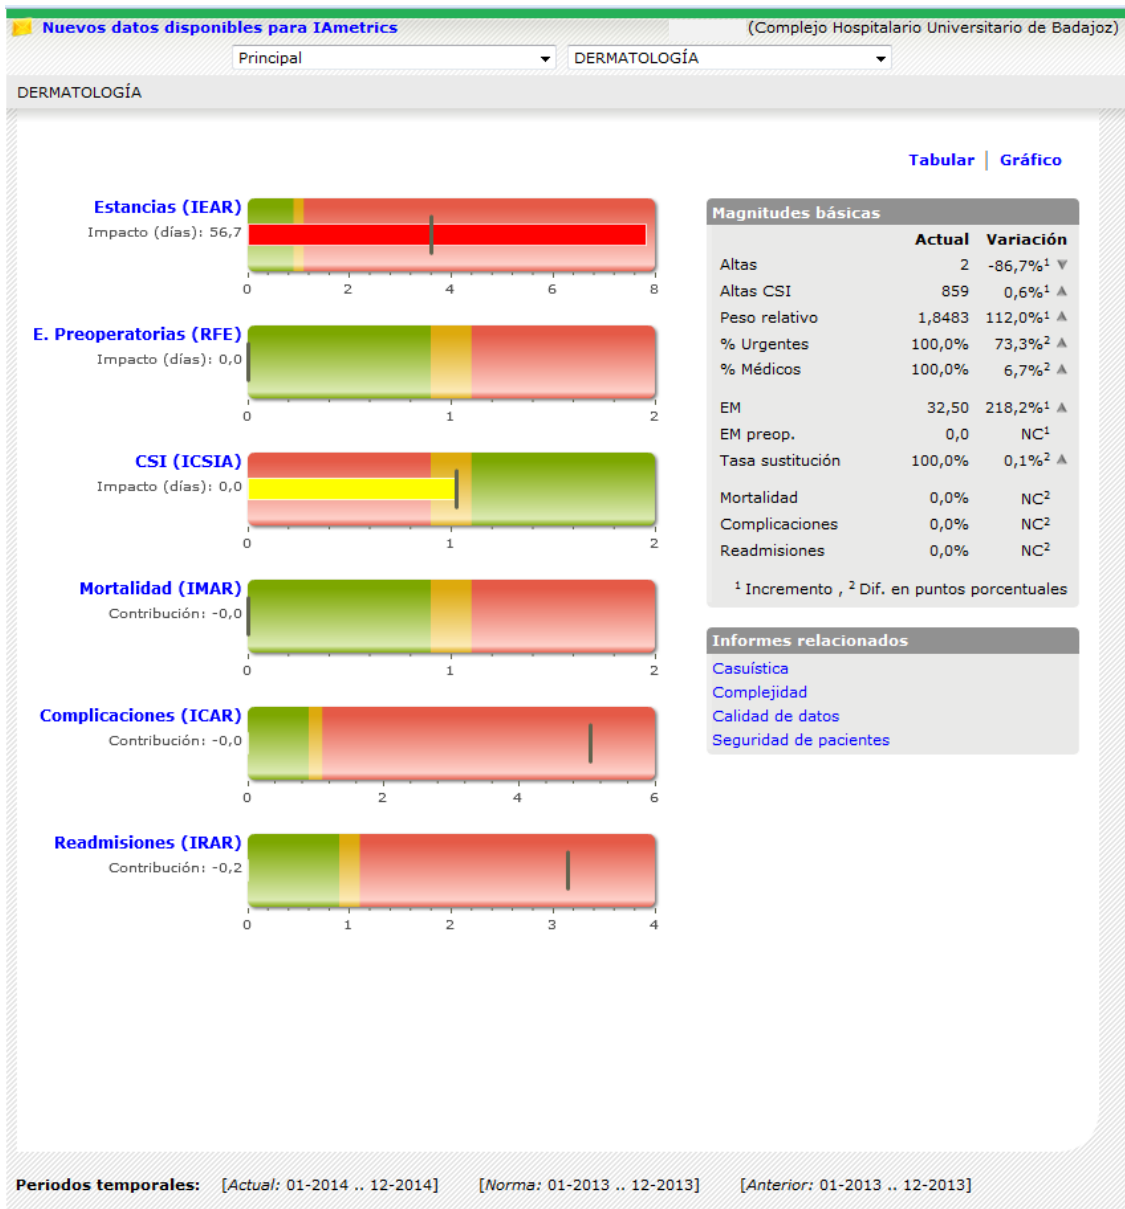 Nuevos datos disponibles para IAmetrics
(Complejo Hospitalario Universitario de Badajoz)
Principal
DERMATOLOGÍA
DERMATOLOGÍA
Tabular | Gráfico
Estancias (IEAR)
Impacto (días): 56,7
0 2 4 6 8
E. Preoperatorias (RFE)
Impacto (días): 0,0
0 1 2
CSI (ICSIA)
Impacto (días): 0,0
0 1 2
Mortalidad (IMAR)
Contribución: -0,0
0 1 2
Complicaciones (ICAR)
Contribución: -0,0
0 2 4 6
Readmisiones (IRAR)
Contribución: -0,2
0 1 2 3 4
Magnitudes básicas
Actual Variación
Altas 2 -86,7%¹
Altas CSI 859 0,6%¹
Peso relativo 1,8483 112,0%¹
% Urgentes 100,0% 73,3%²
% Médicos 100,0% 6,7%²
EM 32,50 218,2%¹
EM preop. 0,0 NC¹
Tasa sustitución 100,0% 0,1%²
Mortalidad 0,0% NC²
Complicaciones 0,0% NC²
Readmisiones 0,0% NC²
¹ Incremento , ² Dif. en puntos porcentuales
Informes relacionados
Casuística
Complejidad
Calidad de datos
Seguridad de pacientes
Periodos temporales: [Actual: 01-2014 .. 12-2014] [Norma: 01-2013 .. 12-2013] [Anterior: 01-2013 .. 12-2013]